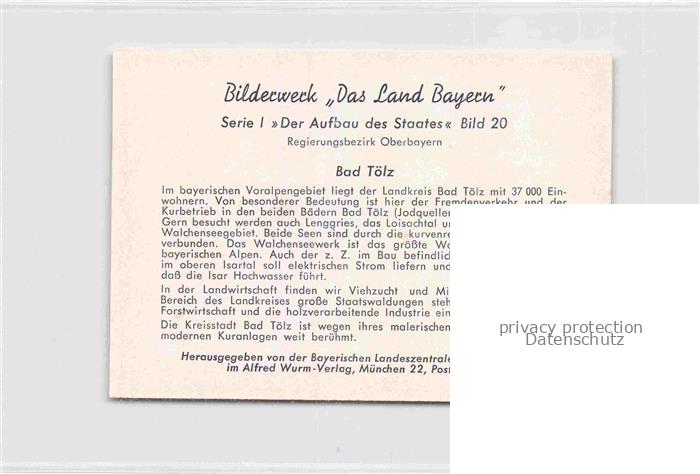 Bilderwerk „Das Land Bayern"
Serie I »Der Aufbau des Staates« Bild 20
Regierungsbezirk Oberbayern
Bad Tölz
Im bayerischen Voralpengebiet liegt der Landkreis Bad Tölz mit 37 000 Ein-
wohnern. Von besonderer Bedeutung ist hier der Fremdenverkehr und der
Kurbetrieb in den beiden Bädern Bad Tölz (Jodquellen
Gern besucht werden auch Lenggries, das Loisachtal
Walchenseegebiet. Beide Seen sind durch die
verbunden. Das Walchenseewerk ist das größte
bayerischen Alpen. Auch der z. Z. im Bau
im oberen Isartal soll elektrischen Strom liefern und
daß die Isar Hochwasser führt.
In der Landwirtschaft finden wir Viehzucht und
Bereich des Landkreises große Staatswaldungen
Forstwirtschaft und die holzverarbeitende Industrie
Die Kreisstadt Bad Tölz ist wegen ihres
modernen Kuranlagen weit berühmt.
Herausgegeben von der Bayerischen Landeszentrale
im Alfred Wurm-Verlag, München 22,
privacy protection
Datenschutz